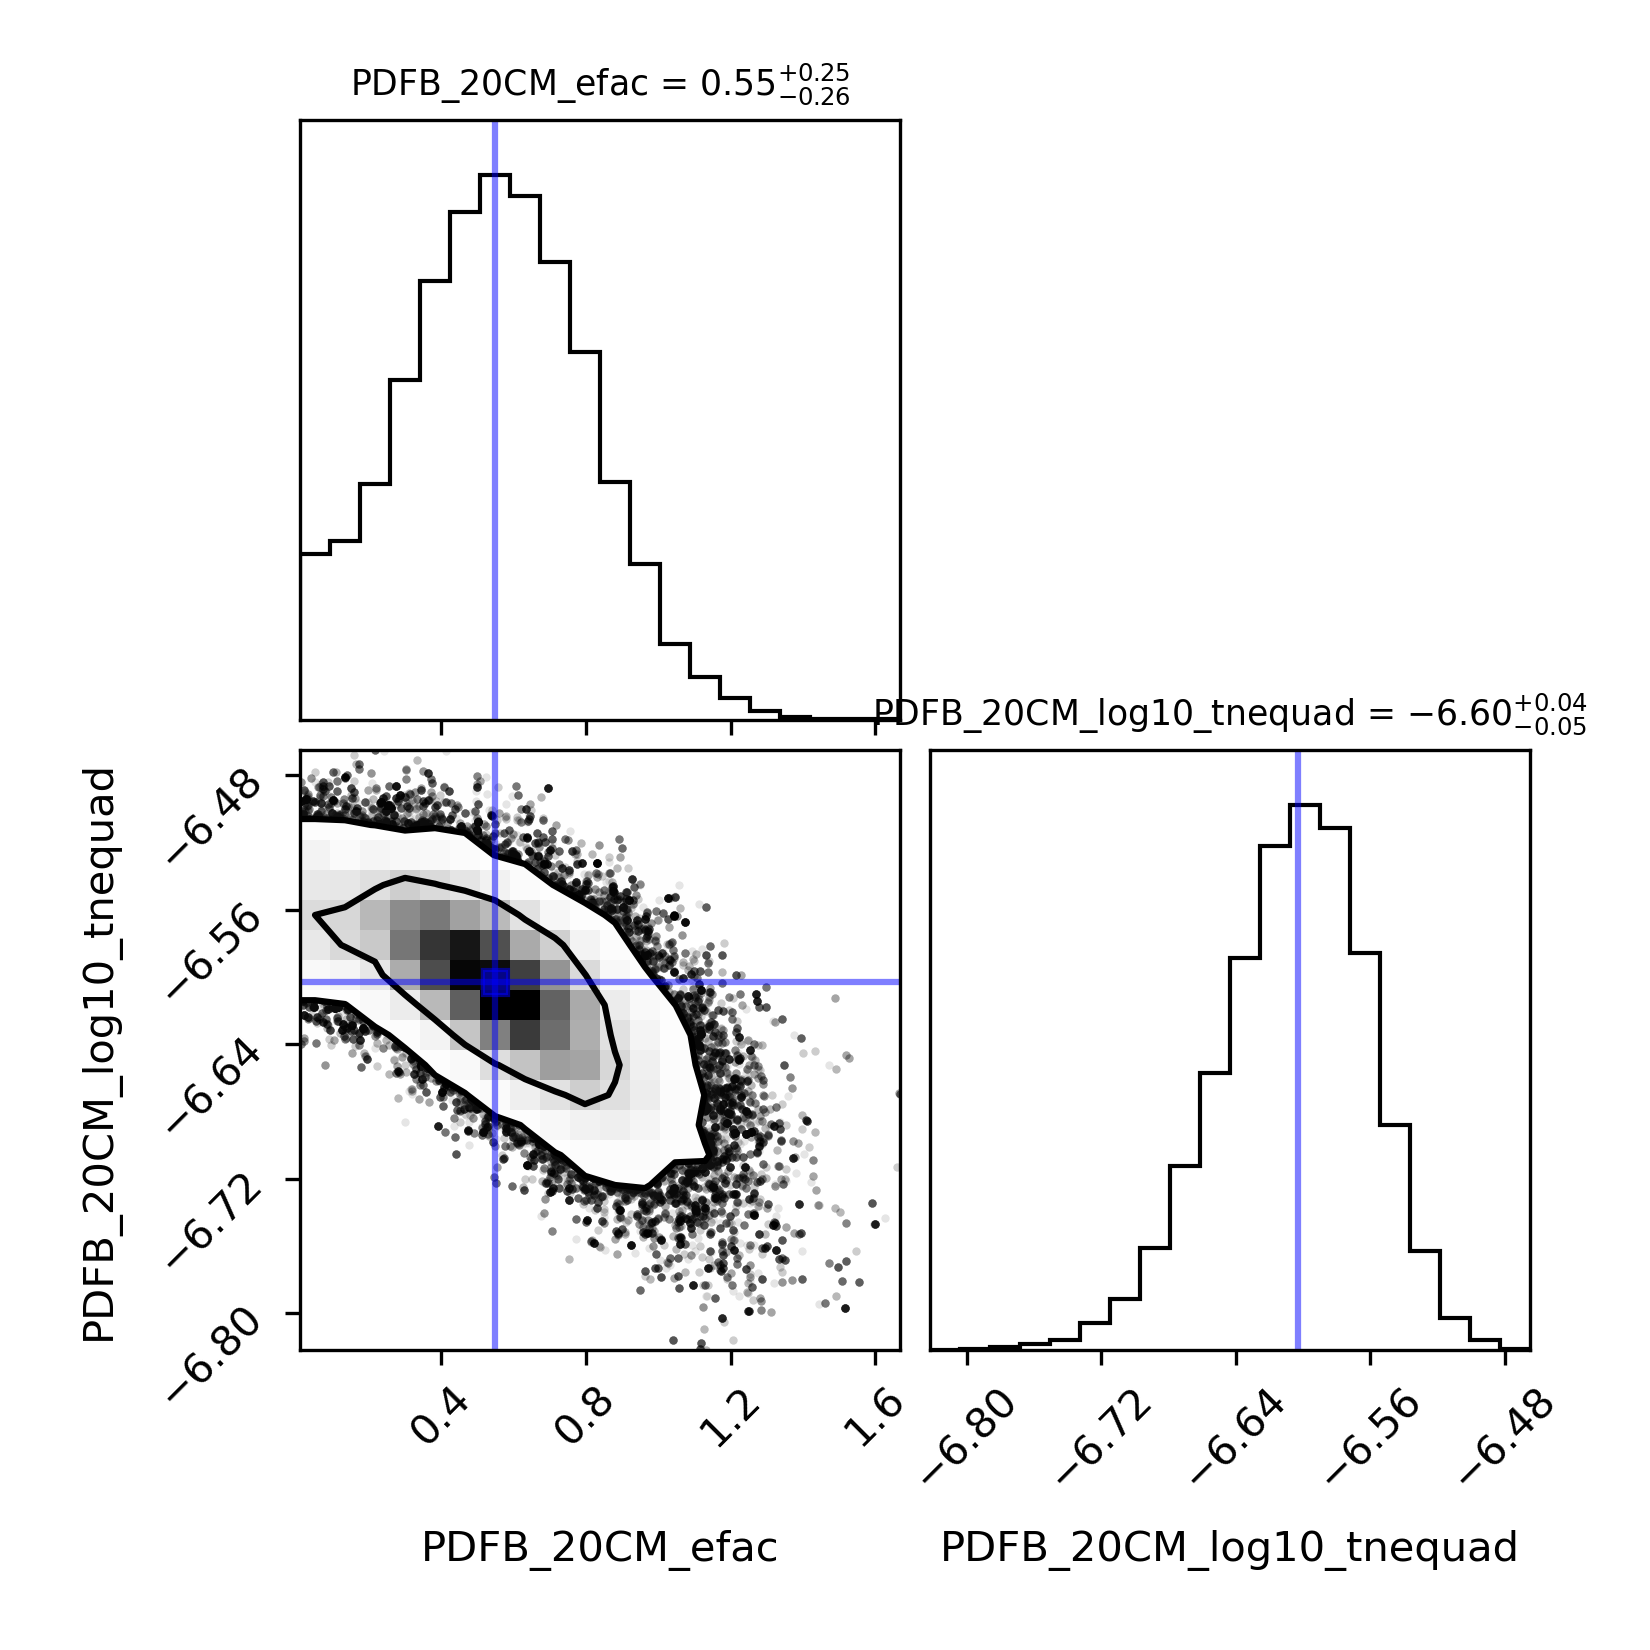 PDFB_20CM_efac = 0.55+0.25 −0.26
PDFB_20CM_log10_tnequad = −6.60+0.04 −0.05
PDFB_20CM_log10_tnequad
−6.48
−6.56
−6.64
−6.72
−6.80
0.4 0.8 1.2 1.6
−6.80 −6.72 −6.64 −6.56 −6.48
PDFB_20CM_efac
PDFB_20CM_log10_tnequad